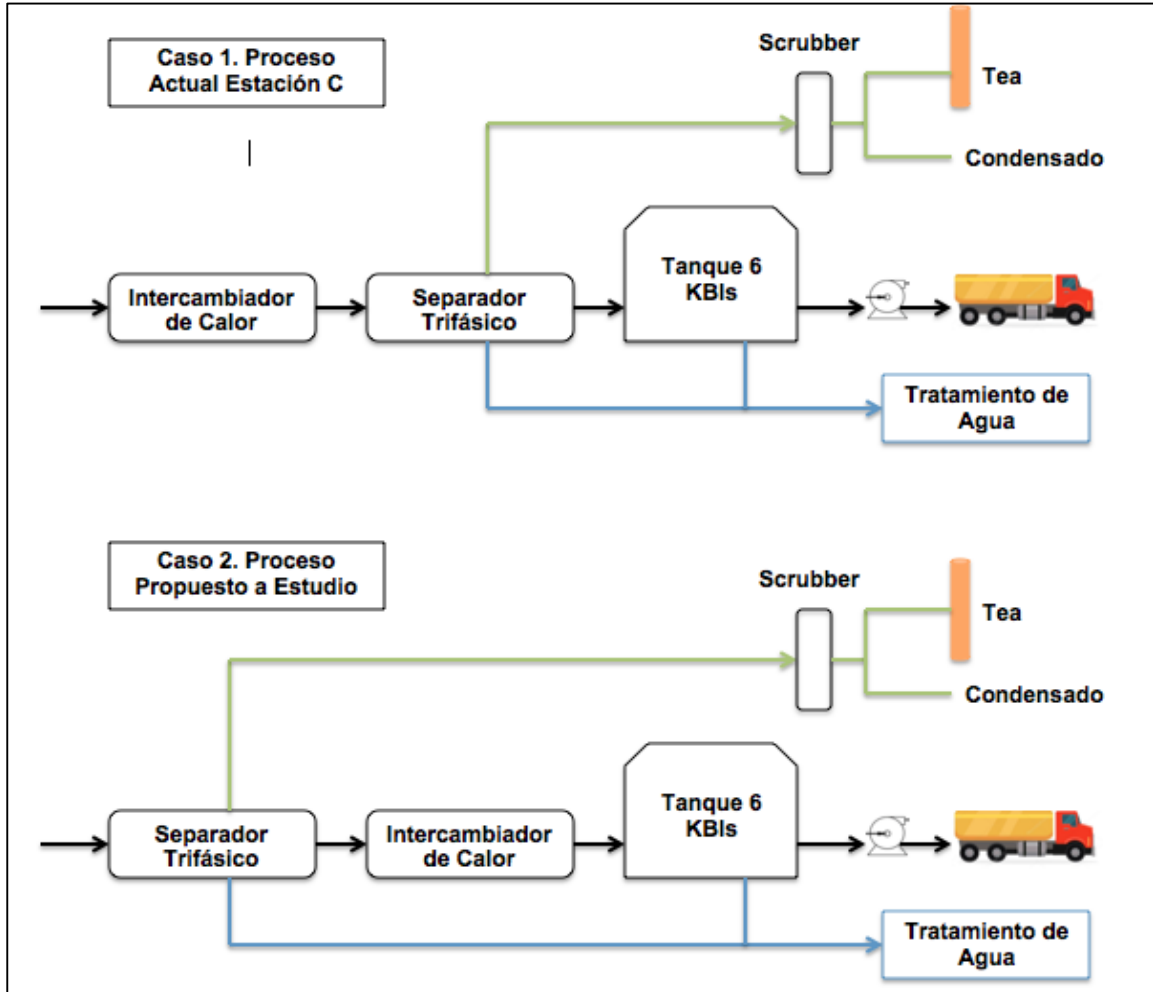 Caso 1. Proceso
Actual Estación C
Scrubber
Tea
Condensado
Intercambiador
de Calor
Separador
Trifásico
Tanque 6
KBls
Tratamiento de
Agua
Caso 2. Proceso
Propuesto a Estudio
Scrubber
Tea
Condensado
Separador
Trifásico
Intercambiador
de Calor
Tanque 6
KBls
Tratamiento de
Agua